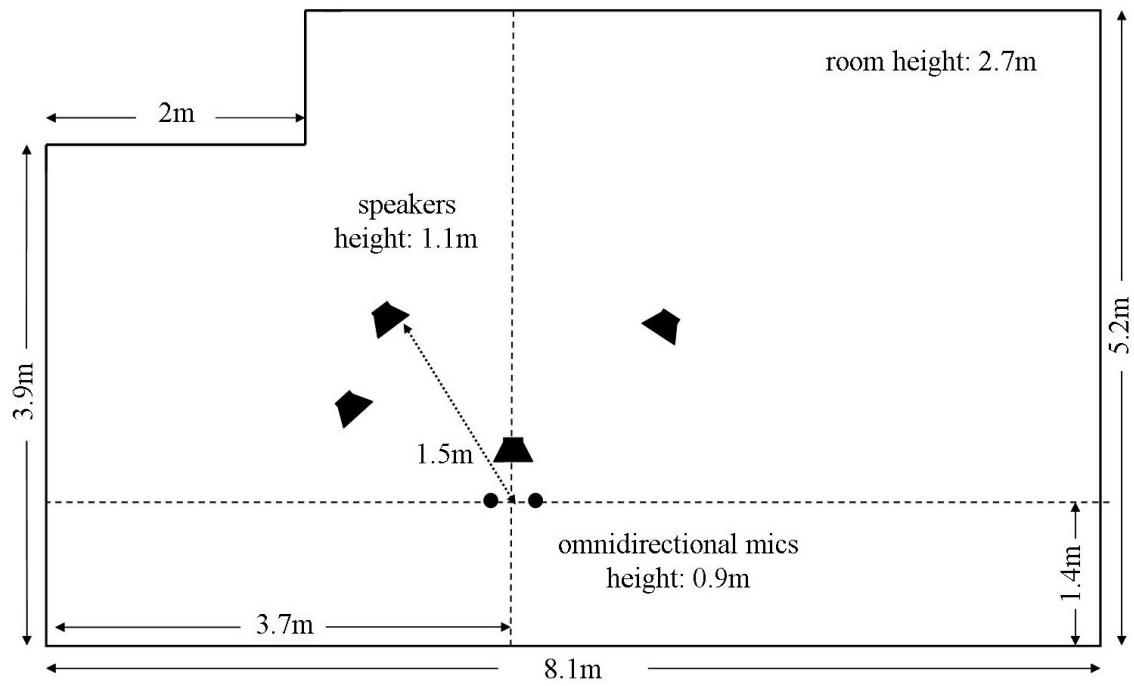 room height: 2.7m
2m
speakers
height: 1.1m
5.2m
3.9m
1.5m
omnidirectional mics
height: 0.9m
1.4m
3.7m
8.1m